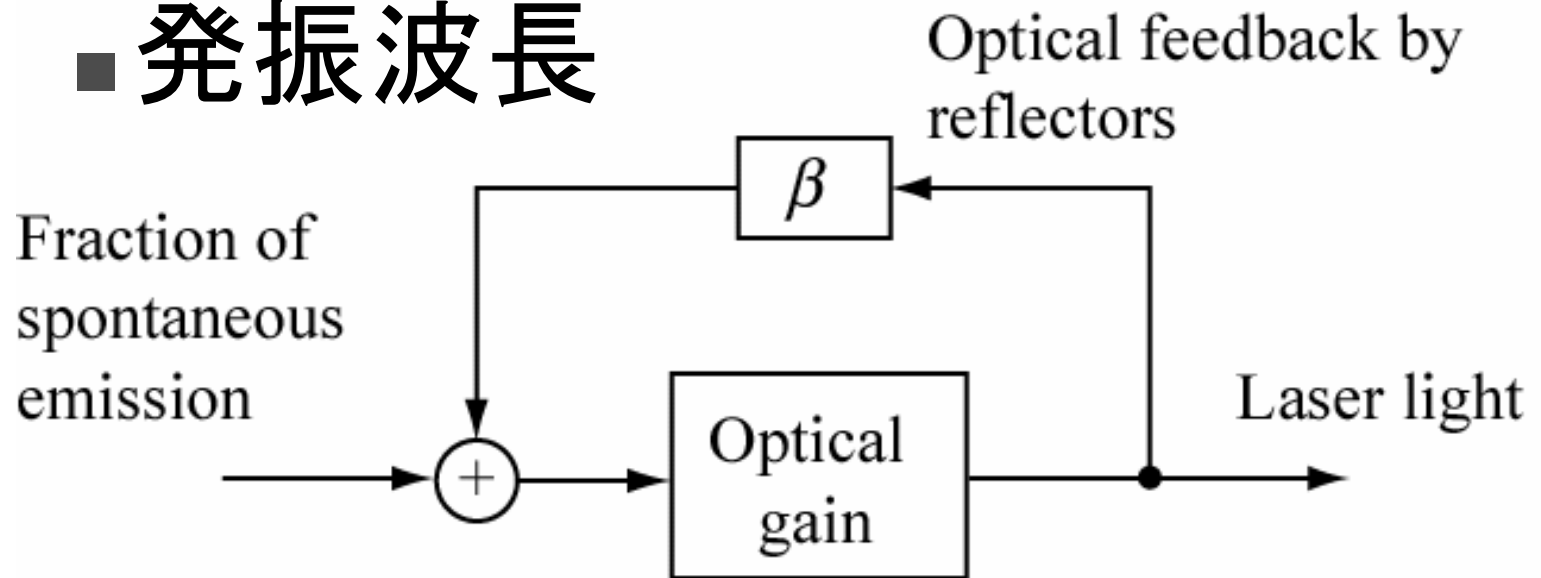 発振波長
Optical feedback by
reflectors
β
Fraction of
spontaneous
emission
+
Optical
gain
Laser light